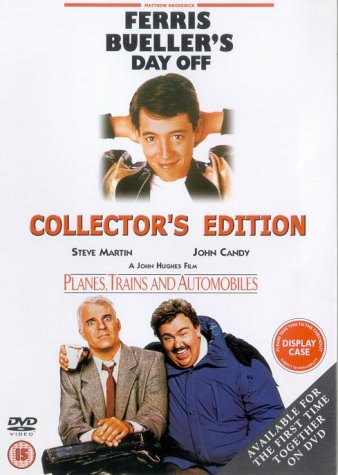 MATTHEW BRODERICK
FERRIS
BUELLER'S
DAY OFF
COLLECTOR'S EDITION
STEVE MARTIN JOHN CANDY
A JOHN HUGHES FILM
PLANES, TRAINS AND AUTOMOBILES
DISPLAY
CASE
AVAILABLE FOR
THE FIRST TIME
TOGETHER
ON DVD
DVD
VIDEO
15